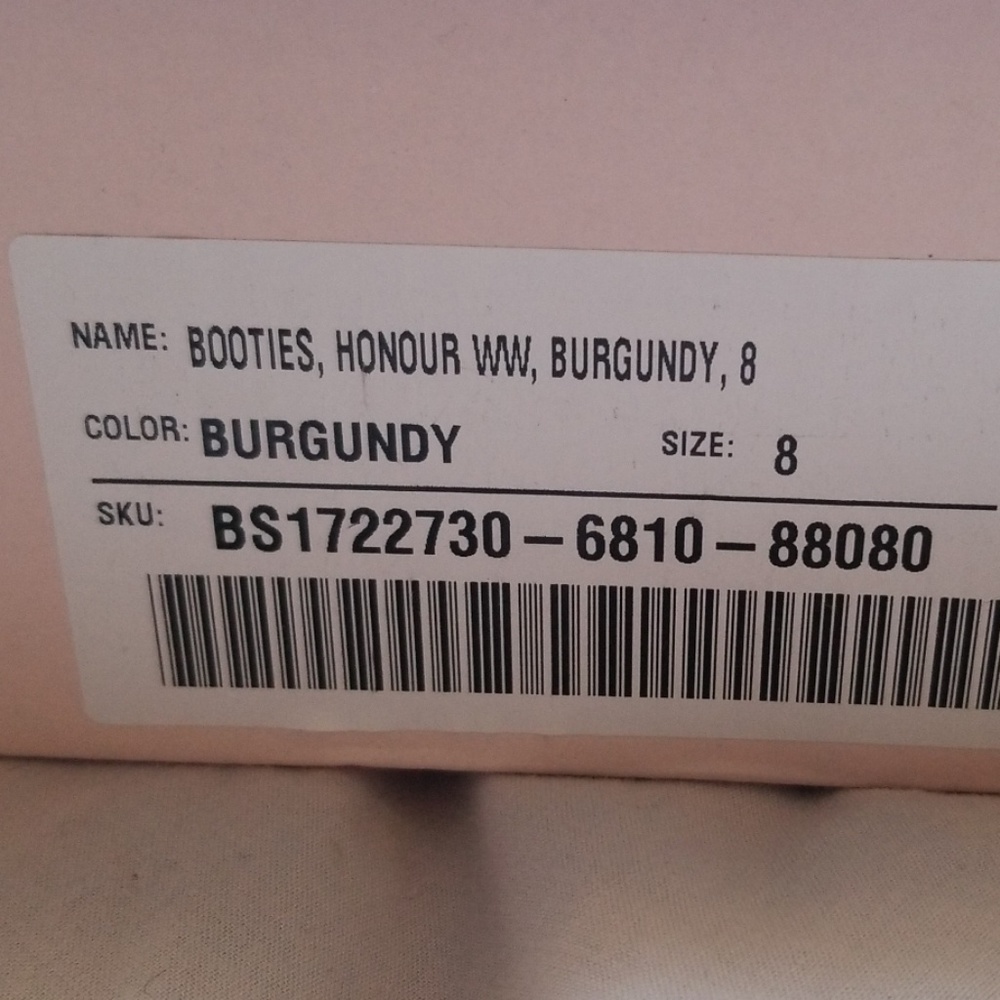 NAME: BOOTIES, HONOUR WW, BURGUNDY, 8
COLOR: BURGUNDY SIZE: 8
SKU: BS1722730-6810-88080